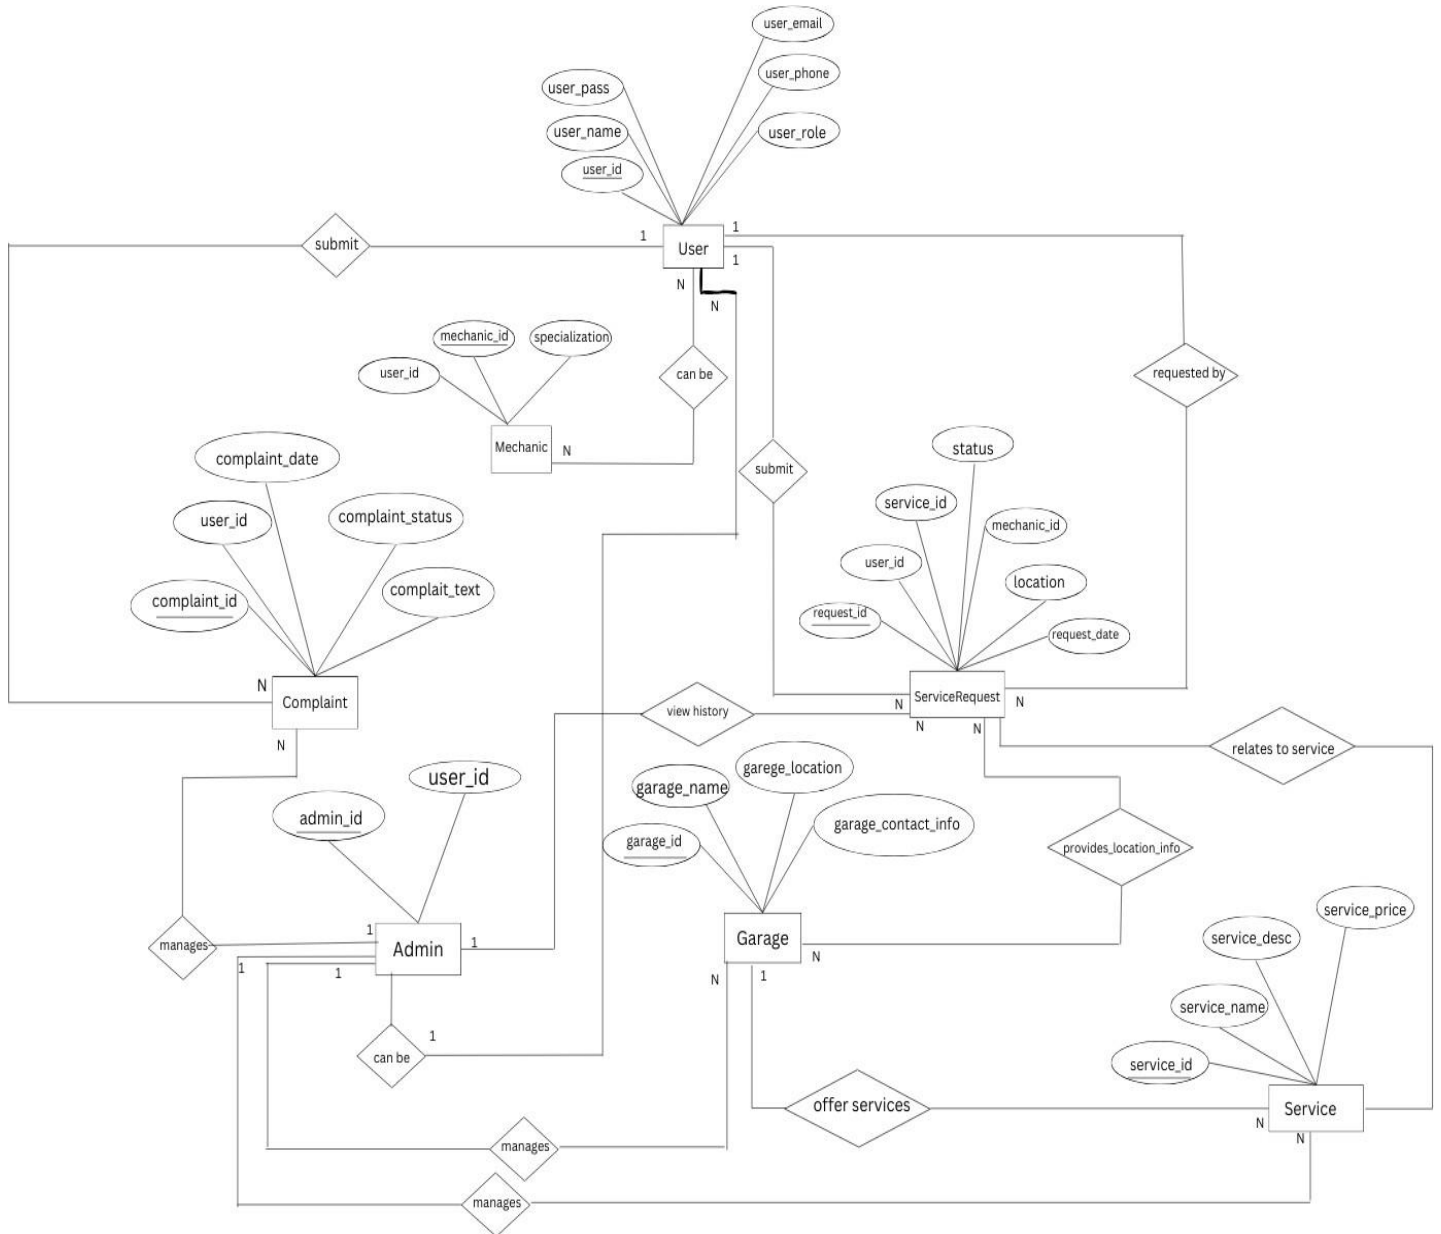 user_email
user_phone
user_pass
user_name
user_role
user_id
1
submit
1
User
1
N
N
mechanic_id
specialization
user_id
can be
requested by
Mechanic
N
complaint_date
status
submit
service_id
user_id
complaint_status
mechanic_id
user_id
location
complait_text
complaint_id
request_id
request_date
N
Complaint
ServiceRequest
N
N
view history
N
N
N
relates to service
user_id
garege_location
garage_name
admin_id
garage_contact_info
garage_id
provides_location_info
service_price
1
manages
Admin
1
Garage
service_desc
N
1
1
N
1
service_name
1
can be
service_id
offer services
Service
N
N
manages
manages